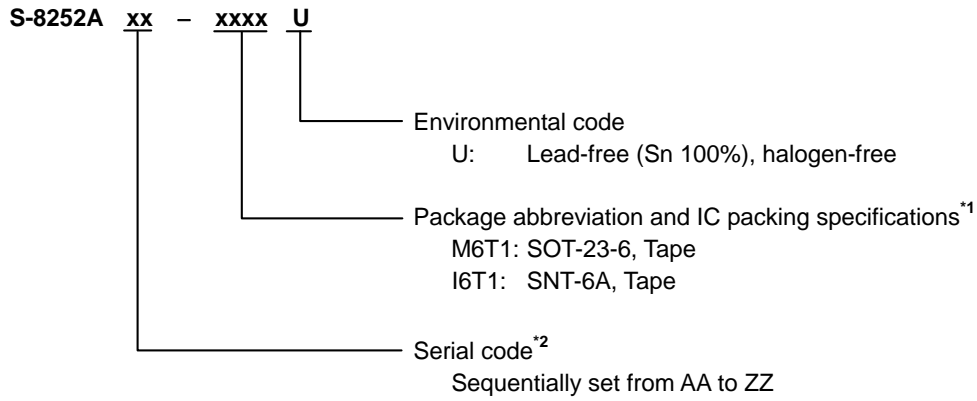 S-8252A xx – xxxx U
Environmental code
U: Lead-free (Sn 100%), halogen-free
Package abbreviation and IC packing specifications*1
M6T1: SOT-23-6, Tape
I6T1: SNT-6A, Tape
Serial code*2
Sequentially set from AA to ZZ